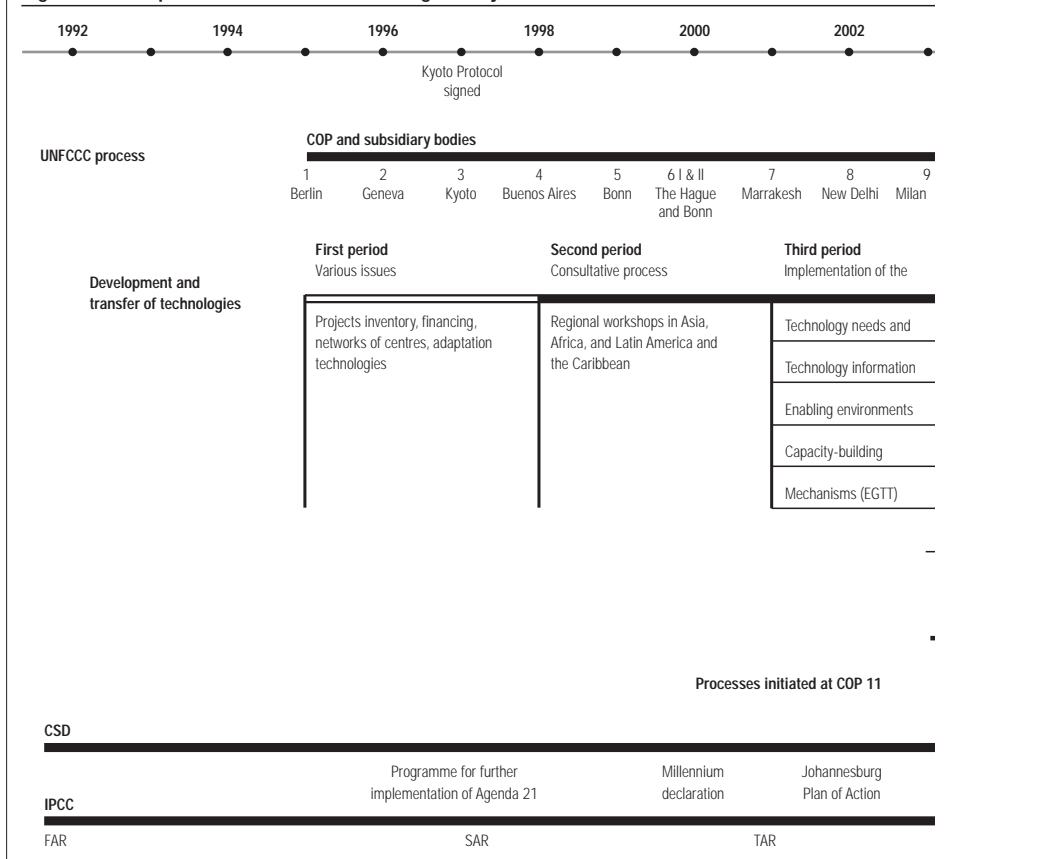 1992 1994 1996 1998 2000 2002
Kyoto Protocol
signed
COP and subsidiary bodies
UNFCCC process
1 2 3 4 5 6 I & II 7 8 9
Berlin Geneva Kyoto Buenos Aires Bonn The Hague Marrakesh New Delhi Milan
and Bonn
First period Second period Third period
Various issues Consultative process Implementation of the
Development and
transfer of technologies
Projects inventory, financing,
networks of centres, adaptation
technologies
Regional workshops in Asia,
Africa, and Latin America and
the Caribbean
Technology needs and
Technology information
Enabling environments
Capacity-building
Mechanisms (EGTT)
Processes initiated at COP 11
CSD
Programme for further
implementation of Agenda 21
Millennium
declaration
Johannesburg
Plan of Action
IPCC
FAR SAR TAR